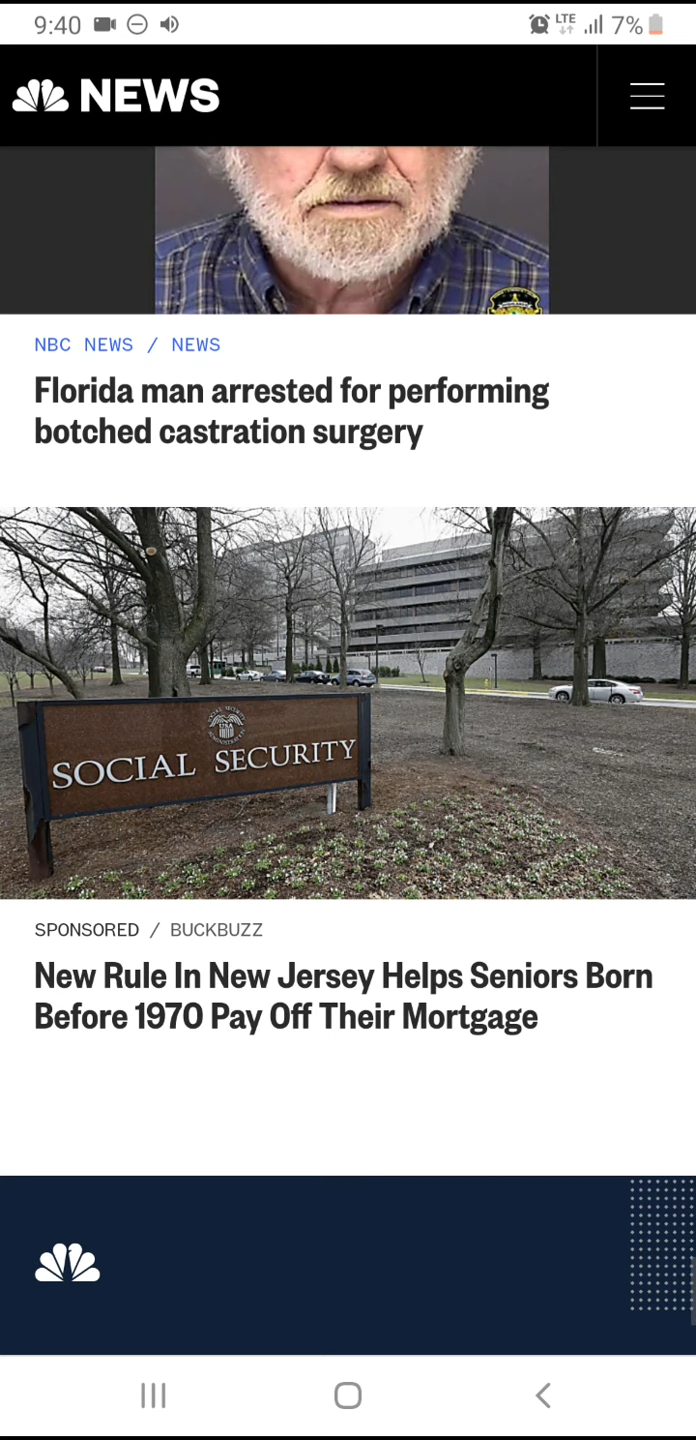 9:40 LTE 7%
NEWS
NBC NEWS / NEWS
Florida man arrested for performing
botched castration surgery
USA
SOCIAL SECURITY
SPONSORED / BUCKBUZZ
New Rule In New Jersey Helps Seniors Born
Before 1970 Pay Off Their Mortgage